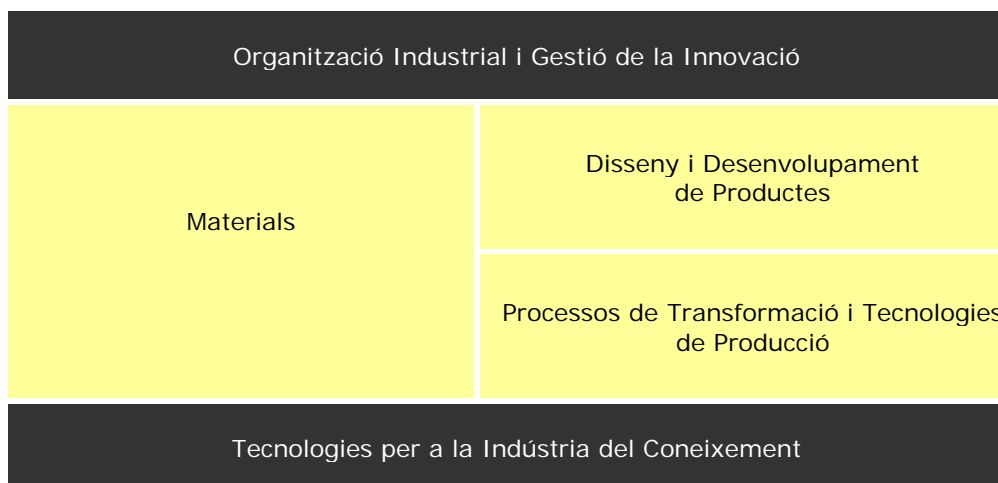 Organització Industrial i Gestió de la Innovació
Materials
Disseny i Desenvolupament
de Productes
Processos de Transformació i Tecnologies
de Producció
Tecnologies per a la Indústria del Coneixement